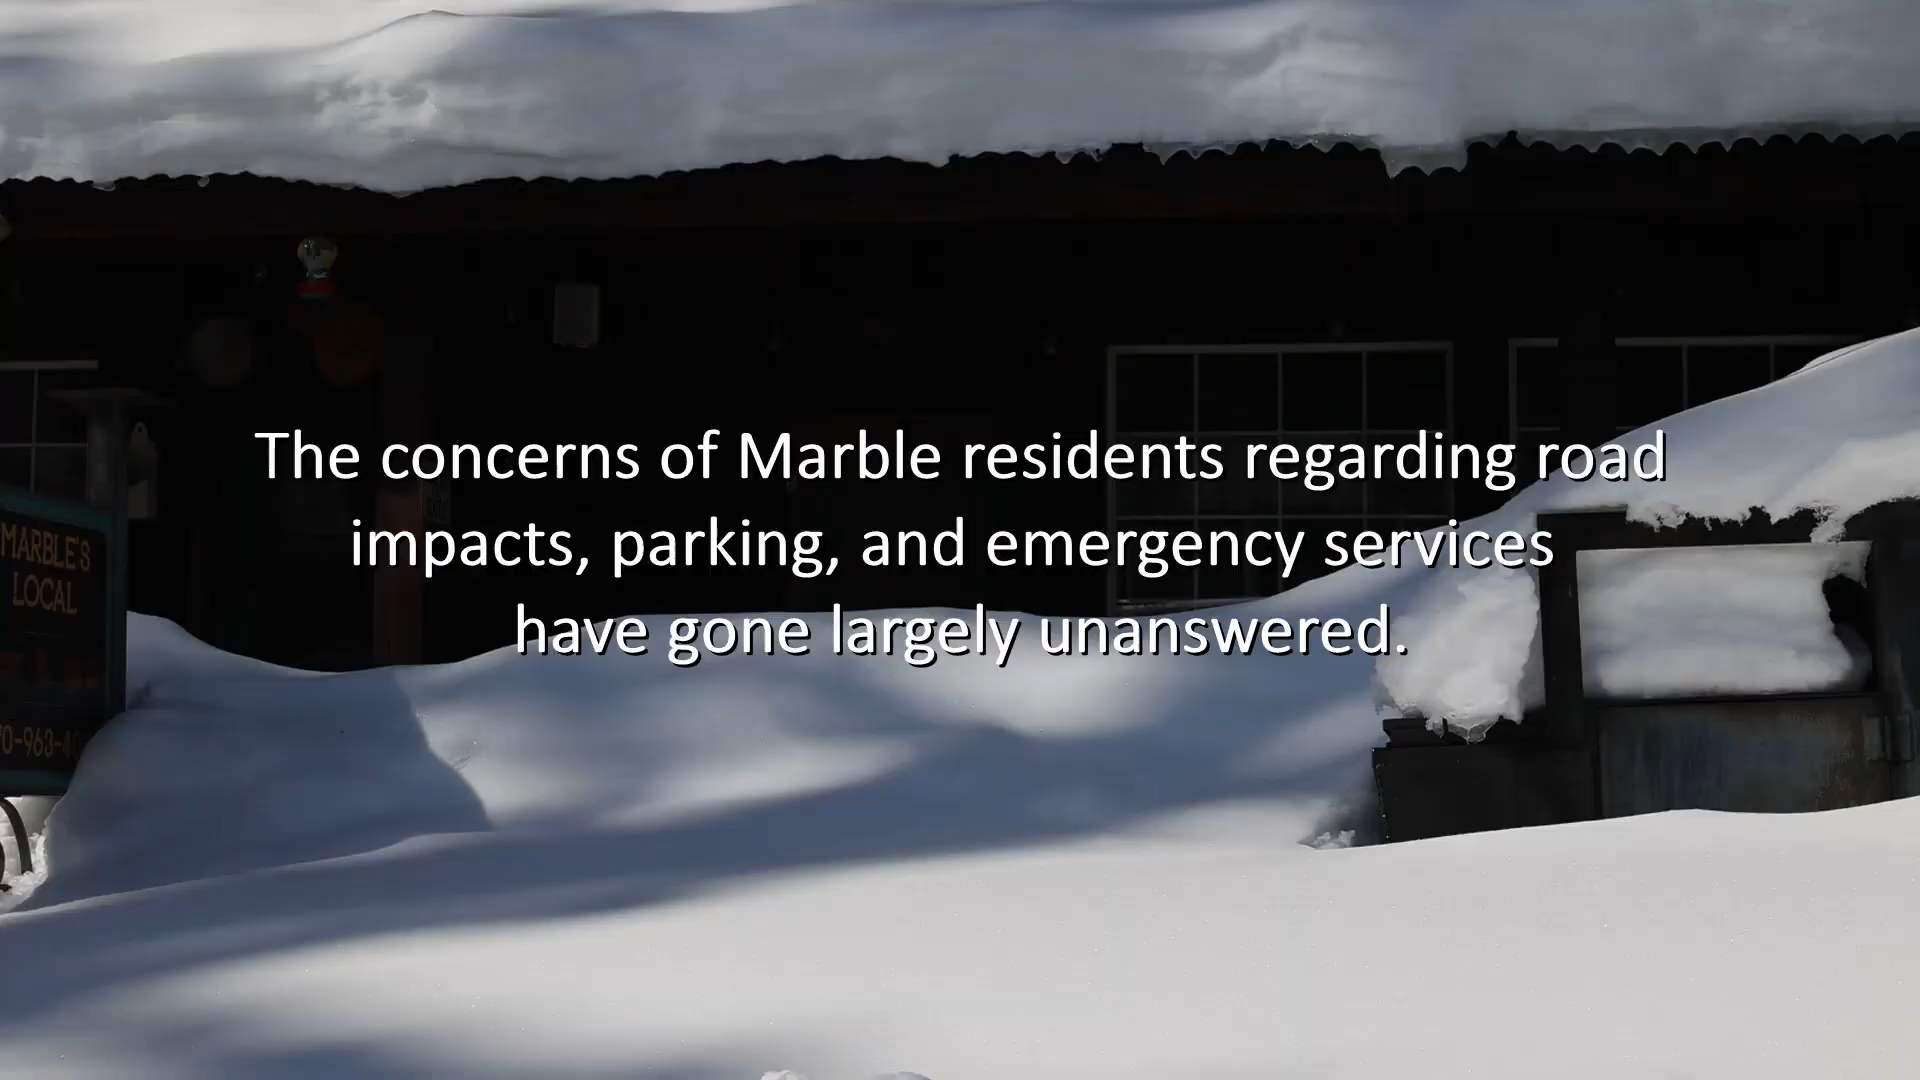 The concerns of Marble residents regarding road
impacts, parking, and emergency services
have gone largely unanswered.
MARBLE'S
LOCAL